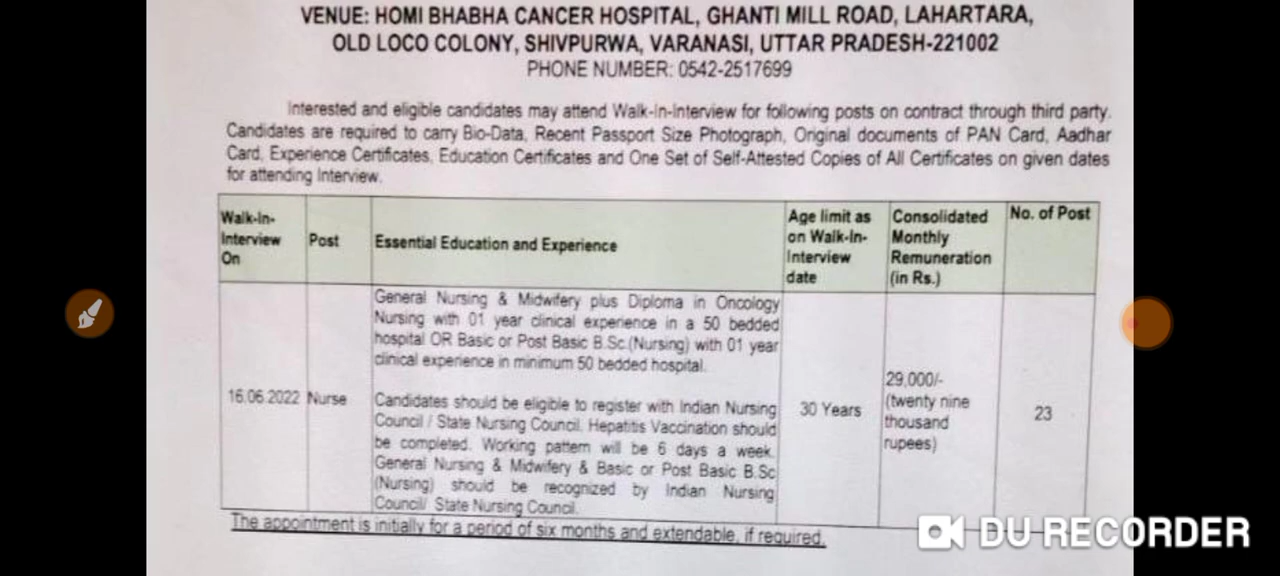 VENUE: HOMI BHABHA CANCER HOSPITAL, GHANTI MILL ROAD, LAHARTARA,
OLD LOCO COLONY, SHIVPURWA, VARANASI, UTTAR PRADESH-221002
PHONE NUMBER: 0542-2517699
Interested and eligible candidates may attend Walk-In-Interview for following posts on contract through third party.
Candidates are required to carry Bio-Data, Recent Passport Size Photograph, Original documents of PAN Card, Aadhar
Card, Experience Certificates, Education Certificates and One Set of Self-Attested Copies of All Certificates on given dates
for attending Interview.
Walk-In-
Interview
On
Post
Essential Education and Experience
Age limit as
on Walk-In-
Interview
date
Consolidated
Monthly
Remuneration
(in Rs.)
No. of Post
16.06.2022
Nurse
General Nursing & Midwifery plus Diploma in Oncology
Nursing with 01 year clinical experience in a 50 bedded
hospital OR Basic or Post Basic B.Sc.(Nursing) with 01 year
clinical experience in minimum 50 bedded hospital.
Candidates should be eligible to register with Indian Nursing
Council / State Nursing Council. Hepatitis Vaccination should
be completed. Working pattern will be 6 days a week.
General Nursing & Midwifery & Basic or Post Basic B.Sc
(Nursing) should be recognized by Indian Nursing
Council/ State Nursing Council.
30 Years
29,000/-
(twenty nine
thousand
rupees)
23
The appointment is initially for a period of six months and extendable, if required.
DU RECORDER